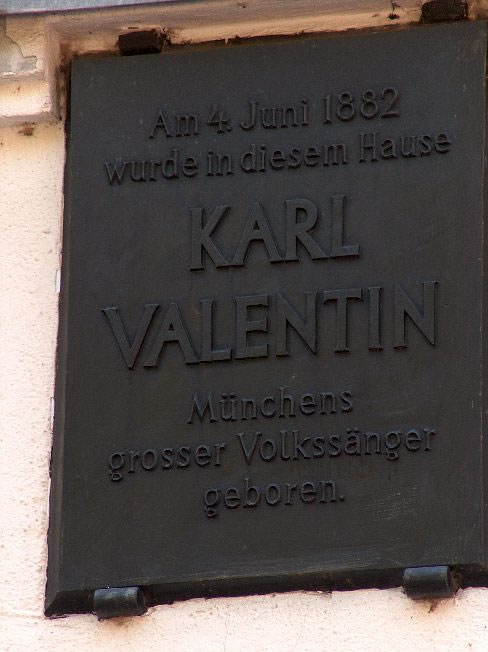 Am 4. Juni 1882
wurde in diesem Hause
KARL
VALENTIN
Münchens
grosser Volkssänger
geboren.